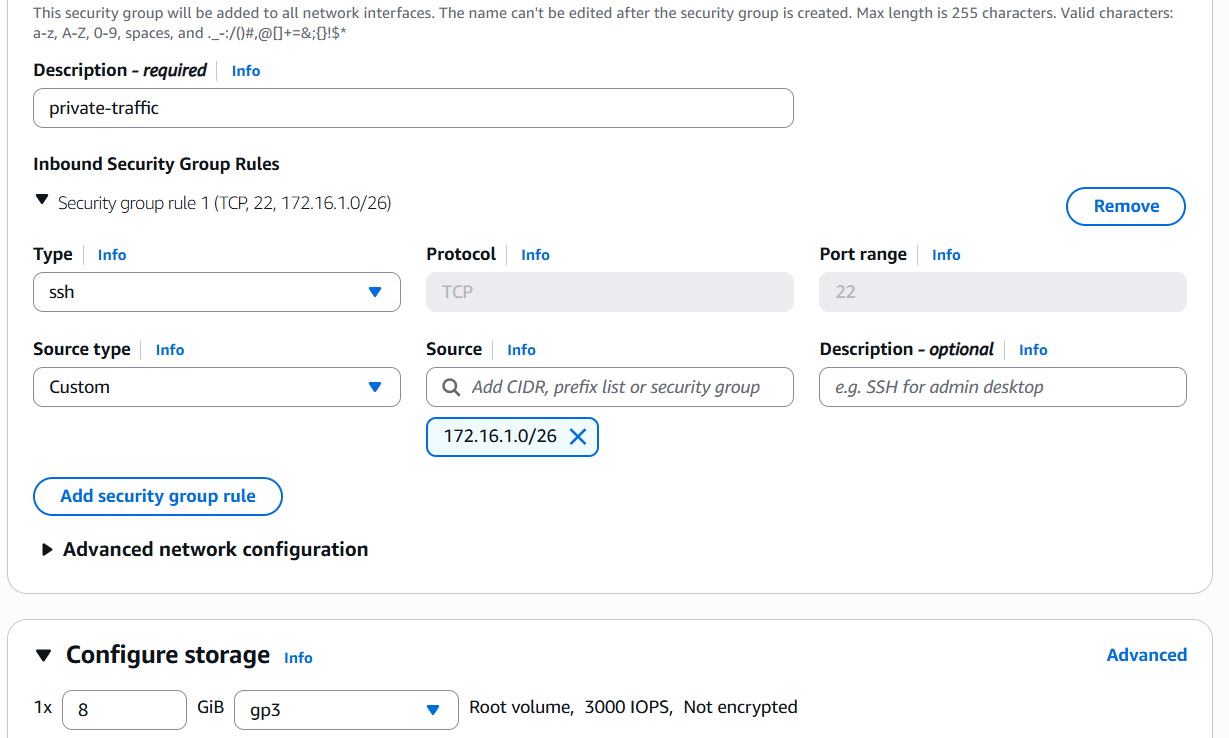 This security group will be added to all network interfaces. The name can't be edited after the security group is created. Max length is 255 characters. Valid characters:
a-z, A-Z, 0-9, spaces, and ._-:/()#,@[]+=&;{}!$*
Description - required Info
private-traffic
Inbound Security Group Rules
Security group rule 1 (TCP, 22, 172.16.1.0/26)
Remove
Type Info Protocol Info Port range Info
ssh TCP 22
Source type Info Source Info Description - optional Info
Custom Add CIDR, prefix list or security group e.g. SSH for admin desktop
172.16.1.0/26
Add security group rule
Advanced network configuration
Configure storage Info Advanced
1x 8 GiB gp3 Root volume, 3000 IOPS, Not encrypted